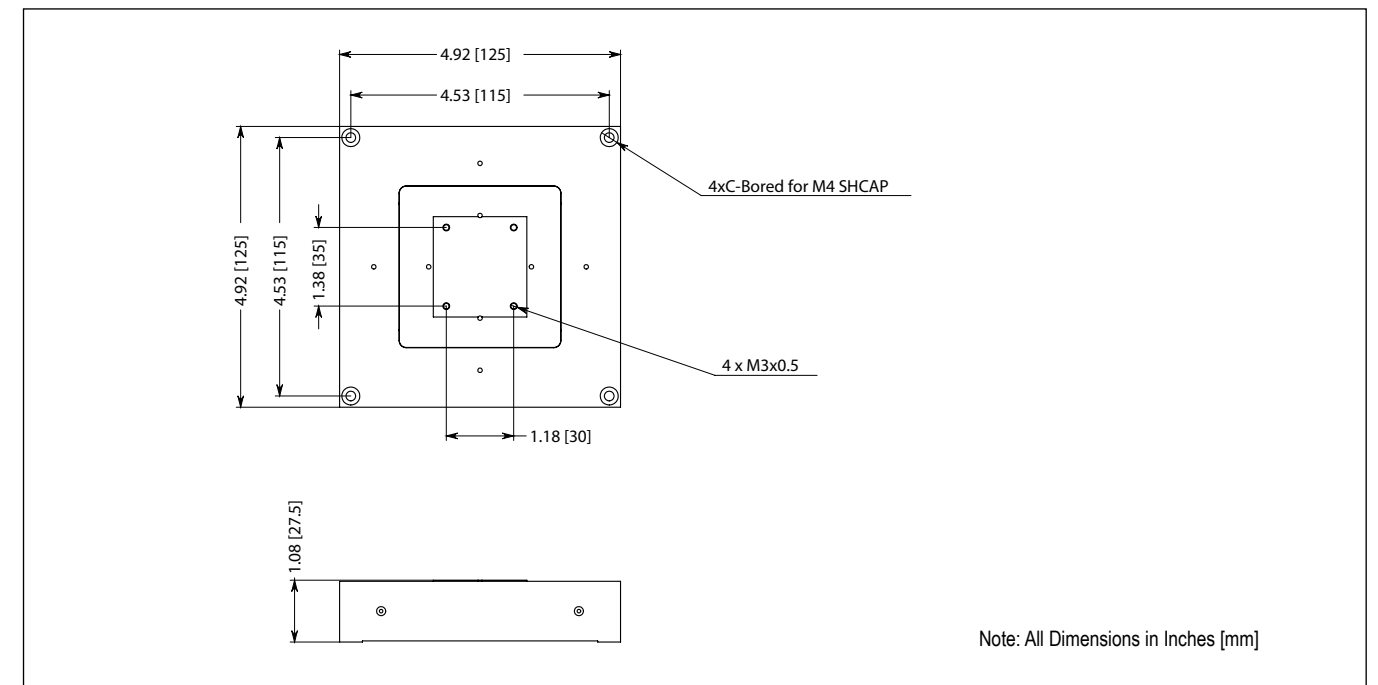 4.92 [125]
4.53 [115]
4xC-Bored for M4 SHCAP
4.92 [125]
4.53 [115]
1.38 [35]
4 x M3x0.5
1.18 [30]
1.08 [27.5]
Note: All Dimensions in Inches [mm]